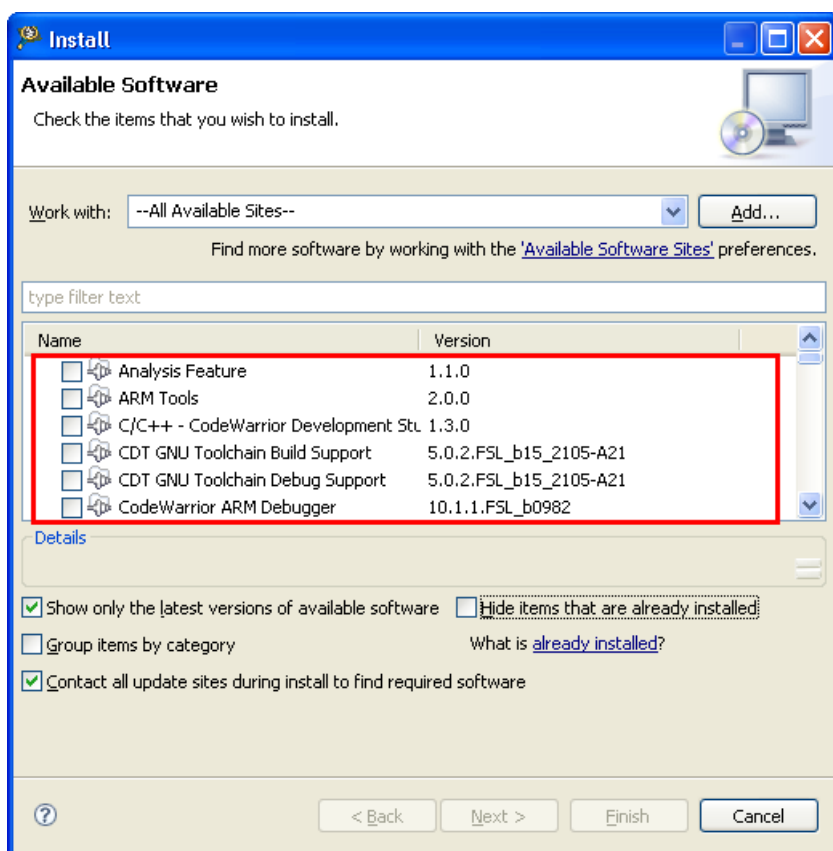 Install
Available Software
Check the items that you wish to install.
Work with: --All Available Sites-- Add...
Find more software by working with the 'Available Software Sites' preferences.
type filter text
Name Version
Analysis Feature 1.1.0
ARM Tools 2.0.0
C/C++ - CodeWarrior Development Stu 1.3.0
CDT GNU Toolchain Build Support 5.0.2.FSL_b15_2105-A21
CDT GNU Toolchain Debug Support 5.0.2.FSL_b15_2105-A21
CodeWarrior ARM Debugger 10.1.1.FSL_b0982
Details
Show only the latest versions of available software Hide items that are already installed
Group items by category What is already installed?
Contact all update sites during install to find required software
? < Back Next > Finish Cancel